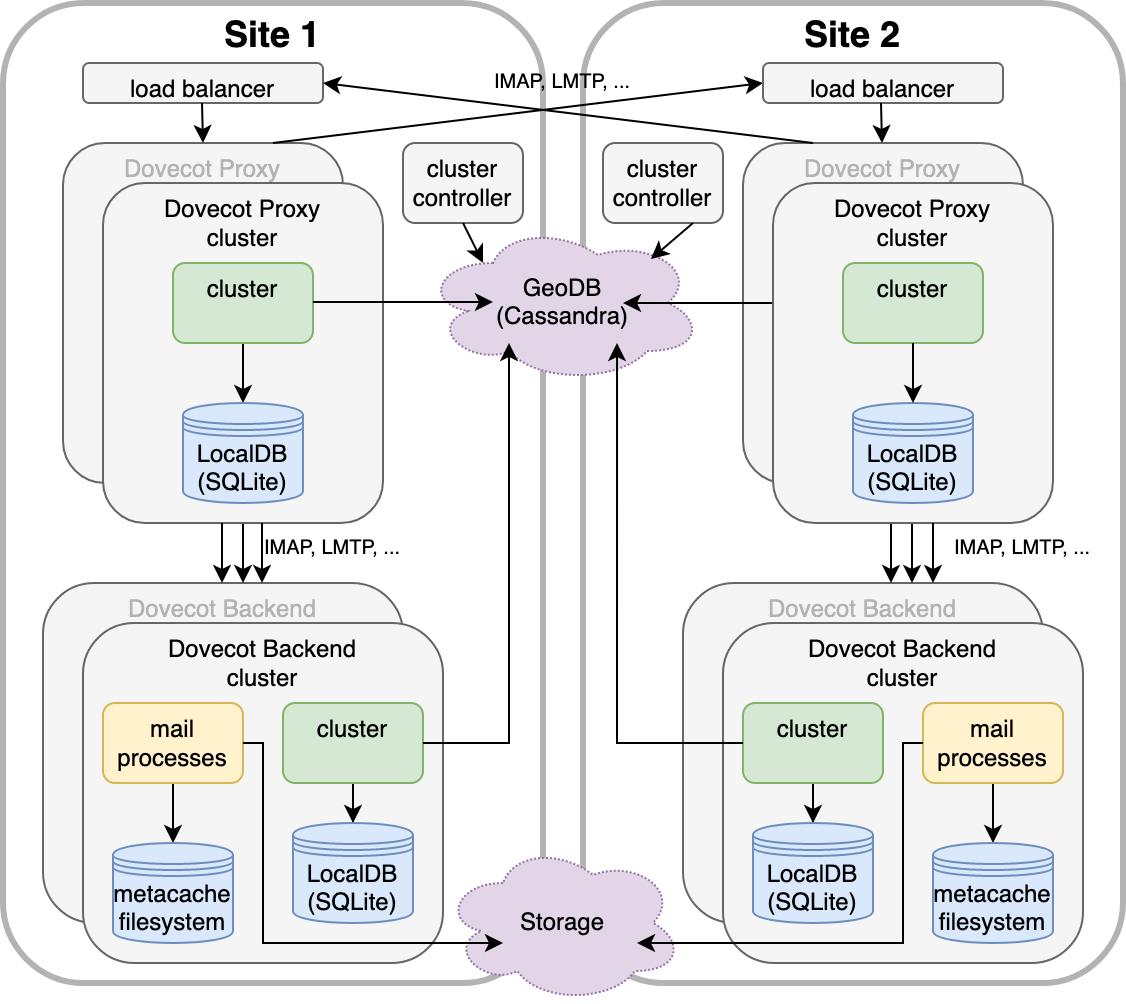 Site 1
Site 2
load balancer
IMAP, LMTP, ...
load balancer
Dovecot Proxy
cluster
controller
cluster
controller
Dovecot Proxy
Dovecot Proxy
cluster
Dovecot Proxy
cluster
cluster
GeoDB
(Cassandra)
cluster
LocalDB
(SQLite)
LocalDB
(SQLite)
IMAP, LMTP, ...
IMAP, LMTP, ...
Dovecot Backend
Dovecot Backend
Dovecot Backend
cluster
Dovecot Backend
cluster
mail
processes
cluster
cluster
mail
processes
metacache
filesystem
LocalDB
(SQLite)
Storage
LocalDB
(SQLite)
metacache
filesystem